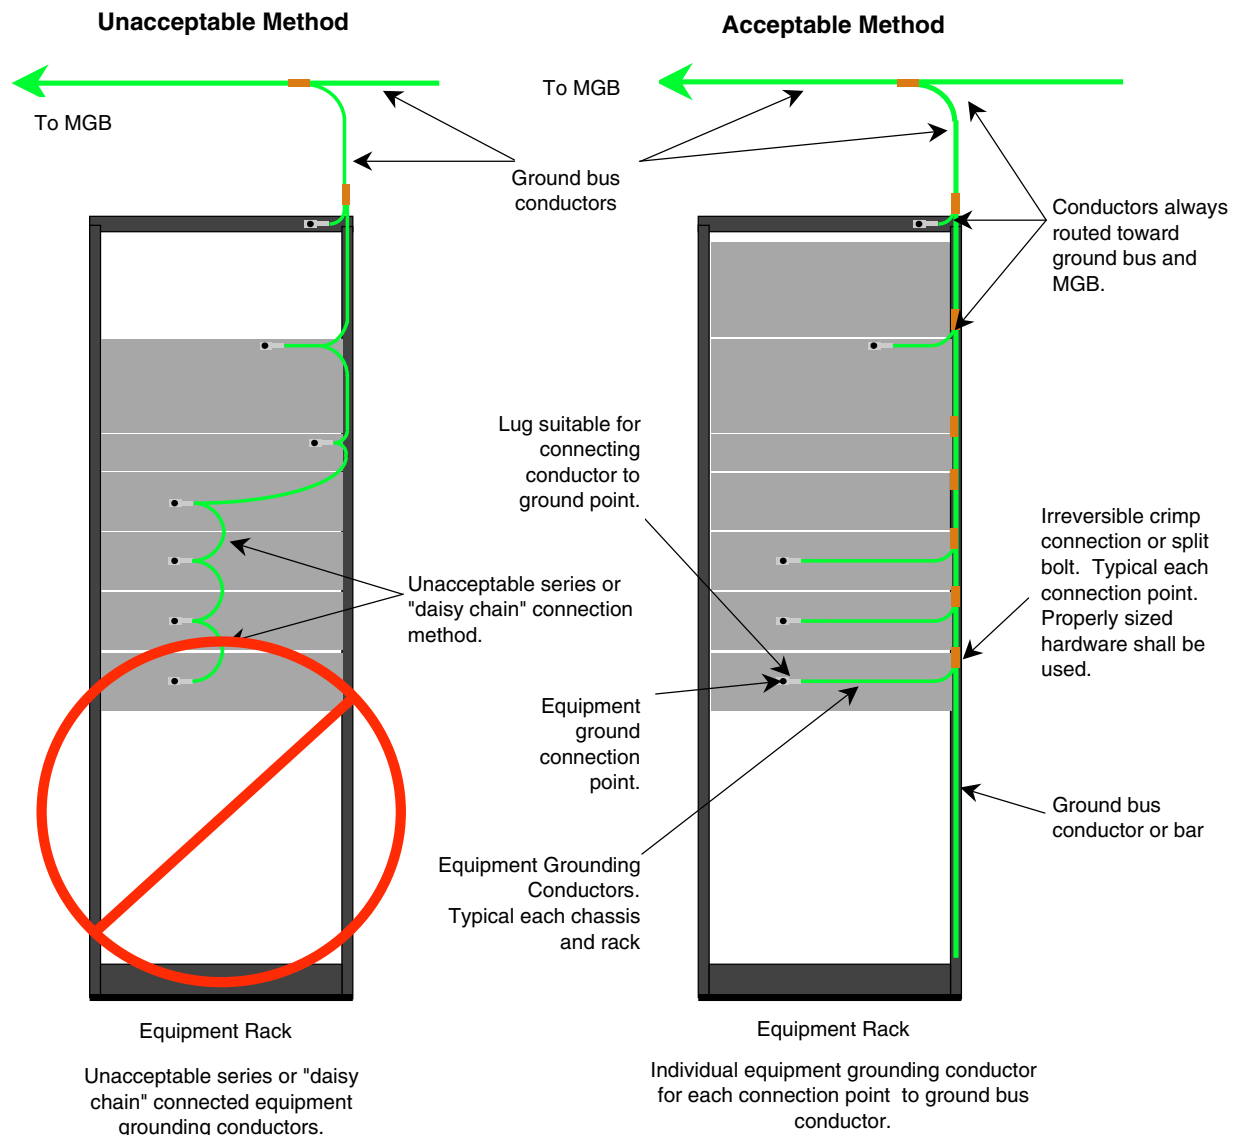 Unacceptable Method
Acceptable Method
To MGB
To MGB
Ground bus
conductors
Conductors always
routed toward
ground bus and
MGB.
Lug suitable for
connecting
conductor to
ground point.
Irreversible crimp
connection or split
bolt.  Typical each
connection point.
Properly sized
hardware shall be
used.
Unacceptable series or
"daisy chain" connection
method.
Equipment
ground
connection
point.
Ground bus
conductor or bar
Equipment Grounding
Conductors.
Typical each chassis
and rack
Equipment Rack
Equipment Rack
Unacceptable series or "daisy
chain" connected equipment
grounding conductors.
Individual equipment grounding conductor
for each connection point  to ground bus
conductor.